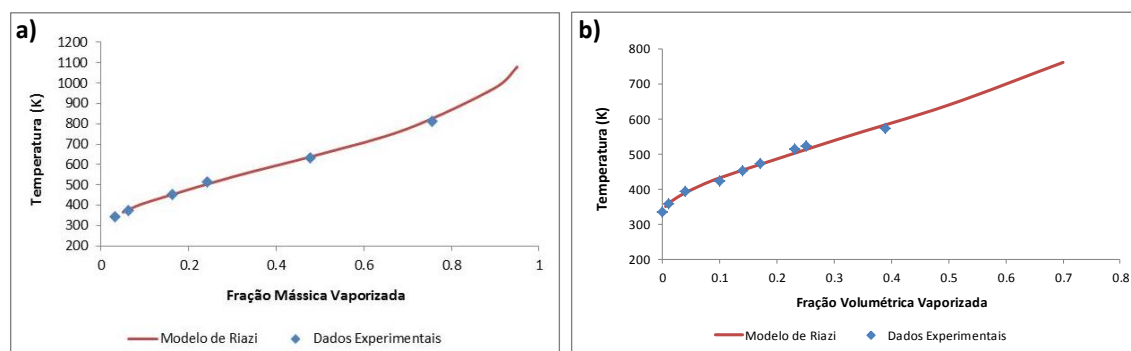 a)
1100
1200
1000
900
800
700
600
500
400
300
200
Temperatura (K)
0 0.2 0.4 0.6 0.8 1
Fração Mássica Vaporizada
Modelo de Riazi Dados Experimentais
b)
800
700
600
500
400
300
200
Temperatura (K)
0 0.1 0.2 0.3 0.4 0.5 0.6 0.7 0.8
Fração Volumétrica Vaporizada
Modelo de Riazi Dados Experimentais